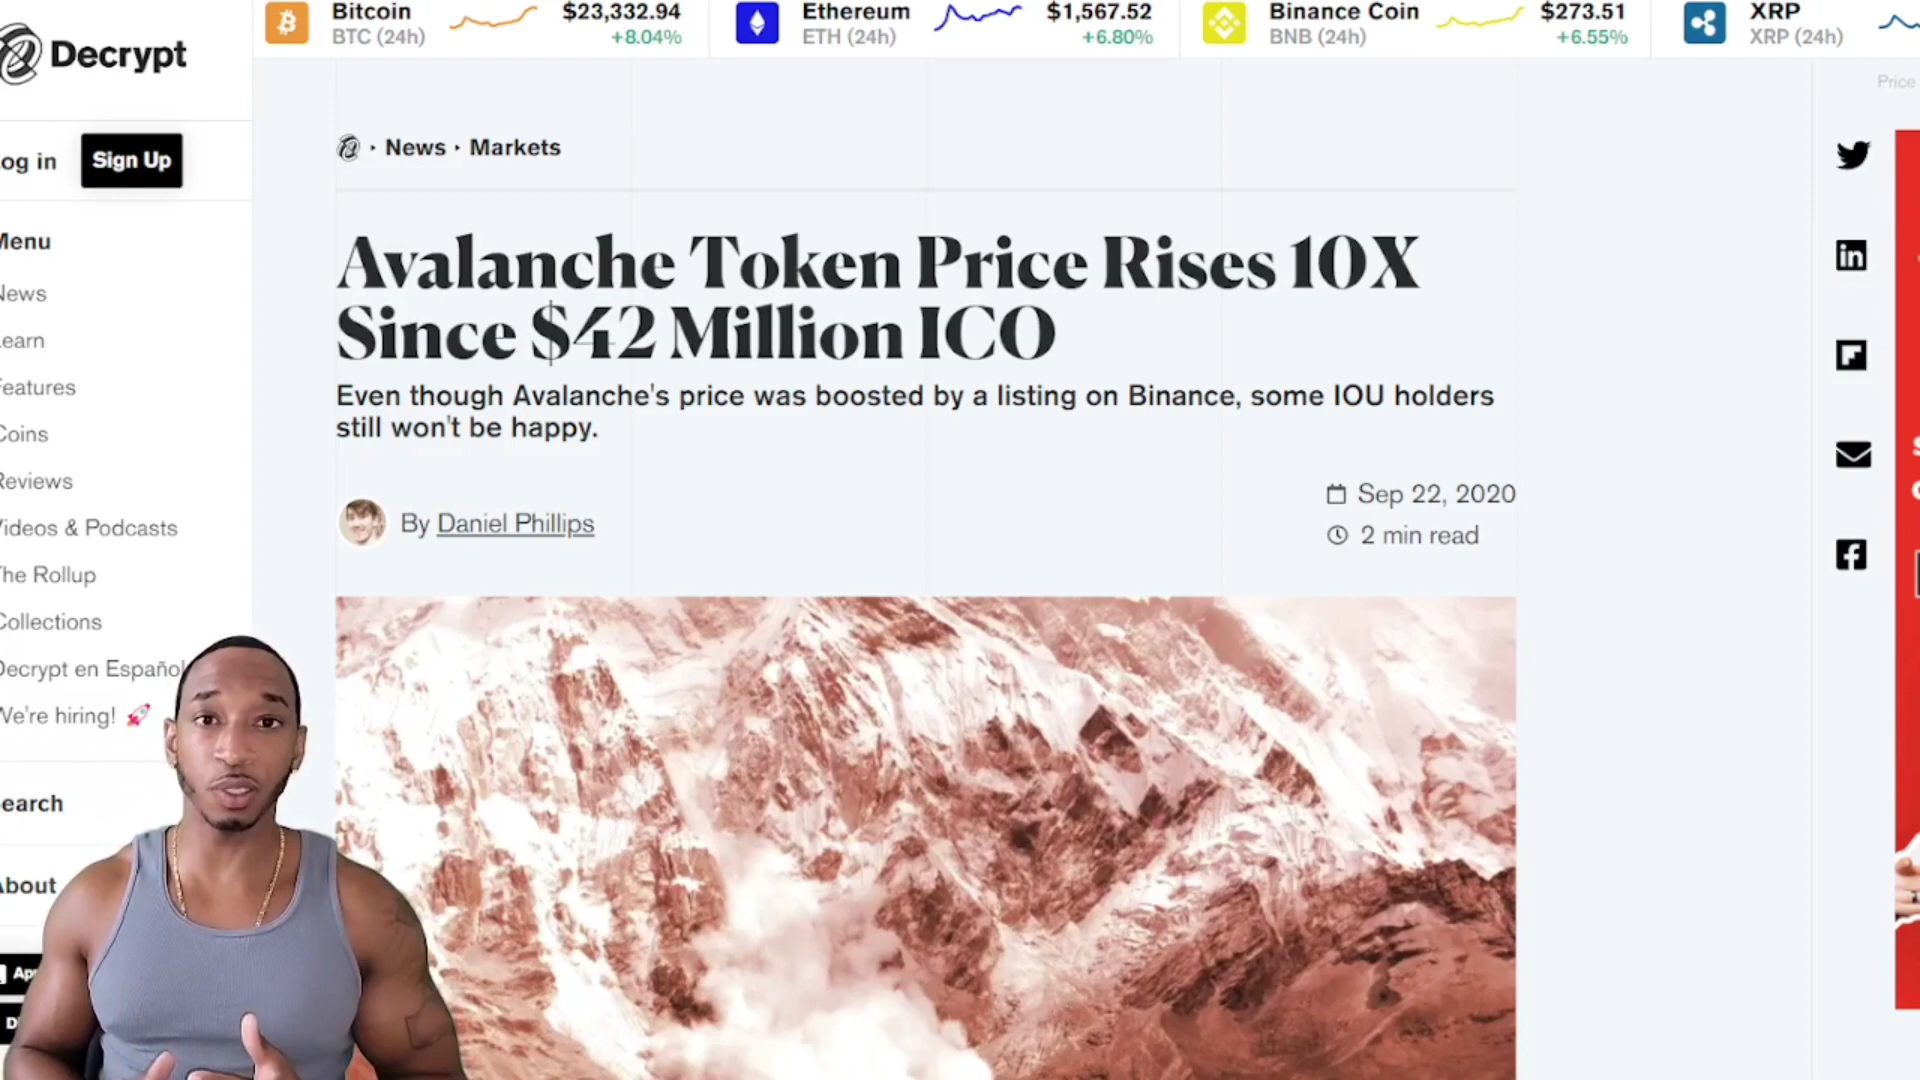 Decrypt
Bitcoin
BTC (24h)
$23,332.94
+8.04%
Ethereum
ETH (24h)
$1,567.52
+6.80%
Binance Coin
BNB (24h)
$273.51
+6.55%
XRP
XRP (24h)
og in
Sign Up
Menu
News
earn
Features
Coins
Reviews
Videos & Podcasts
The Rollup
Collections
Decrypt en Español
We're hiring! 🚀
earch
About
App
D
Price
News · Markets
Avalanche Token Price Rises 10X
Since $42 Million ICO
Even though Avalanche's price was boosted by a listing on Binance, some IOU holders
still won't be happy.
By Daniel Phillips
Sep 22, 2020
2 min read